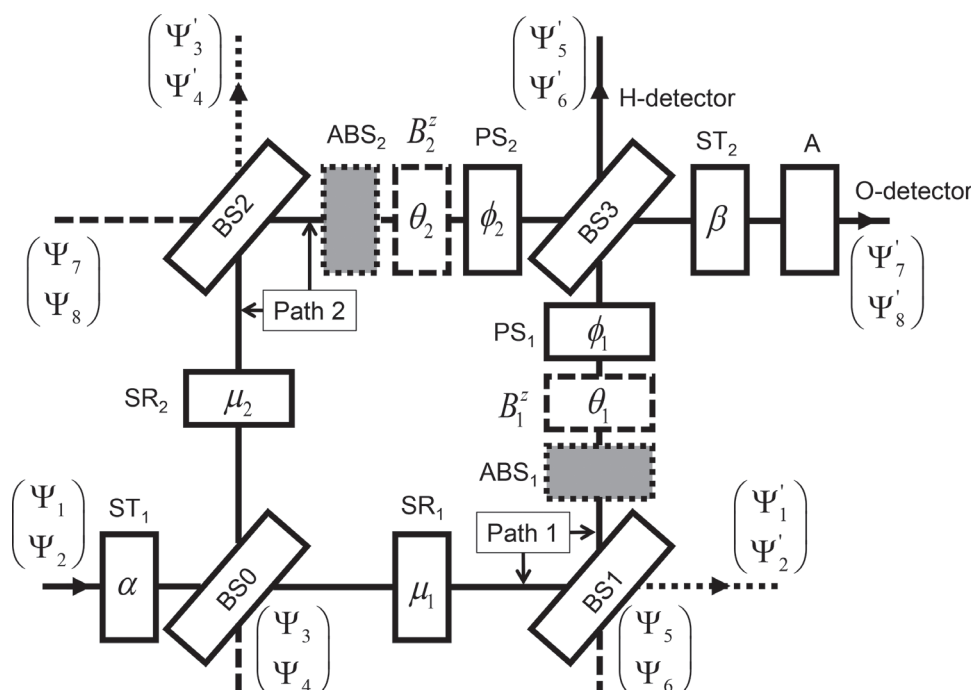 Ψ'₃
Ψ'₄
Ψ'₅
Ψ'₆
H-detector
ABS₂
B₂ᶻ
PS₂
ST₂
A
BS2
θ₂
ϕ₂
BS3
β
O-detector
Ψ₇
Ψ₈
Ψ'₇
Ψ'₈
Path 2
PS₁
ϕ₁
SR₂
μ₂
B₁ᶻ
θ₁
ABS₁
Ψ₁
Ψ₂
ST₁
SR₁
Path 1
Ψ'₁
Ψ'₂
α
BS0
μ₁
BS1
Ψ₃
Ψ₄
Ψ₅
Ψ₆